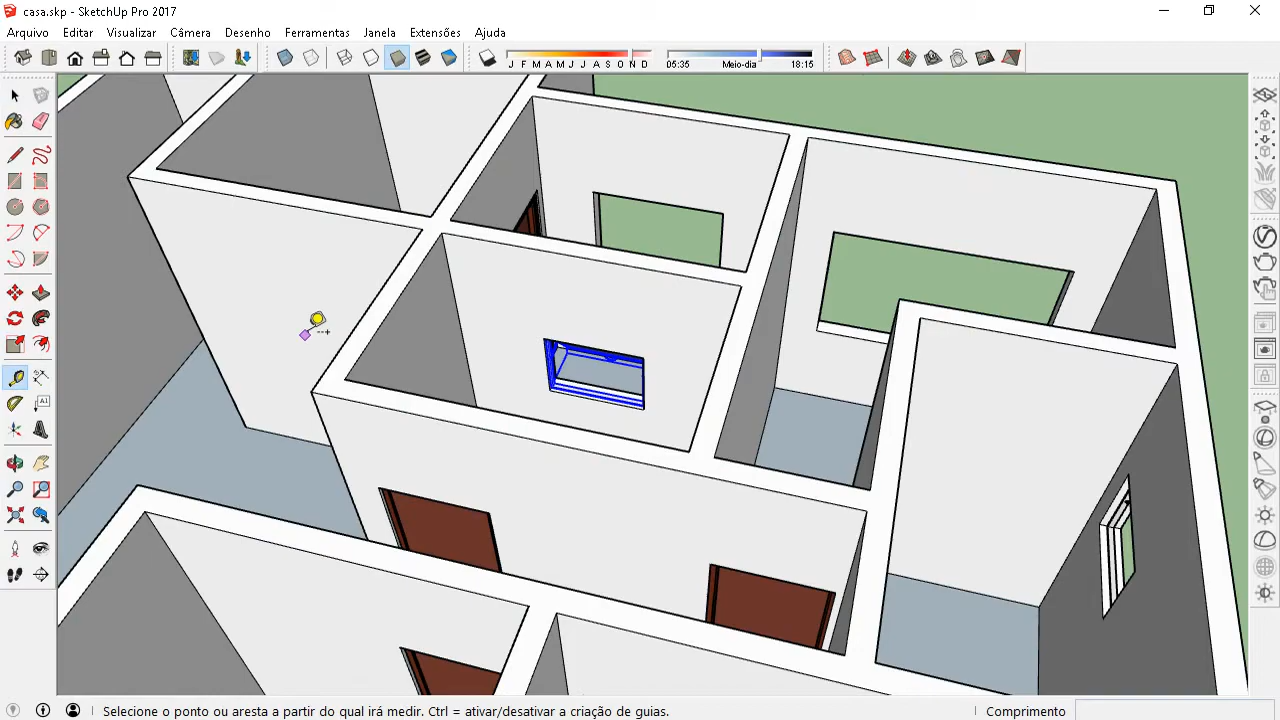 casa.skp - SketchUp Pro 2017
Arquivo Editar Visualizar Câmera Desenho Ferramentas Janela Extensões Ajuda
J F M A M J J A S O N D 05:35 Meio-dia 18:15
A1
Selecione o ponto ou aresta a partir do qual irá medir. Ctrl = ativar/desativar a criação de guias. Comprimento